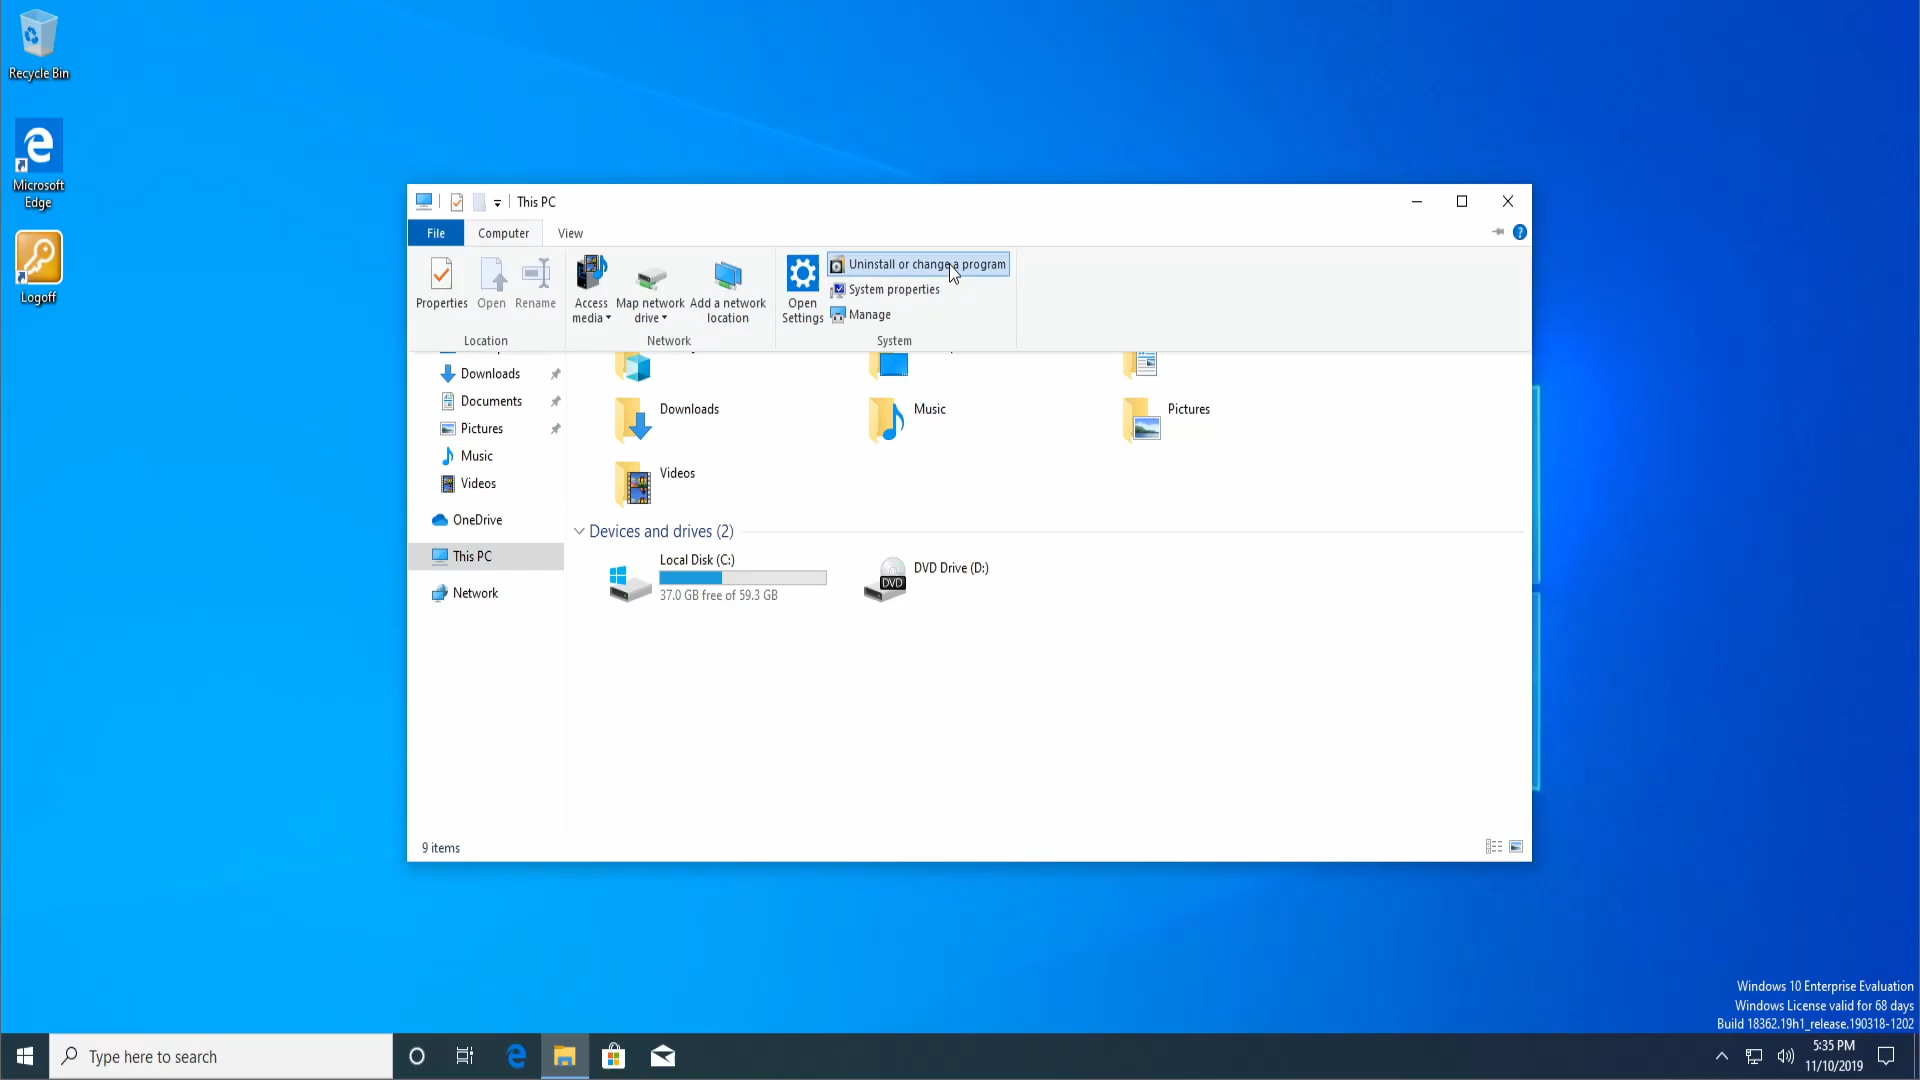 Recycle Bin
Microsoft
Edge
Logoff
This PC
File
Computer
View
Properties
Open
Rename
Access
media
Map network
drive
Add a network
location
Open
Settings
Uninstall or change a program
System properties
Manage
Location
Network
System
Downloads
Documents
Pictures
Music
Videos
OneDrive
This PC
Network
Downloads
Music
Pictures
Videos
Devices and drives (2)
Local Disk (C:)
37.0 GB free of 59.3 GB
DVD
DVD Drive (D:)
9 items
Windows 10 Enterprise Evaluation
Windows License valid for 68 days
Build 18362.19h1_release.190318-1202
Type here to search
5:35 PM
11/10/2019